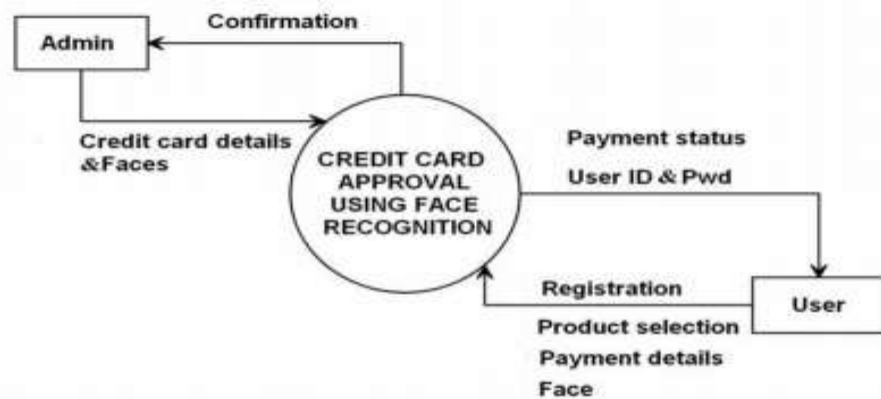 Confirmation
Admin
Credit card details
&Faces
CREDIT CARD
APPROVAL
USING FACE
RECOGNITION
Payment status
User ID & Pwd
Registration
User
Product selection
Payment details
Face